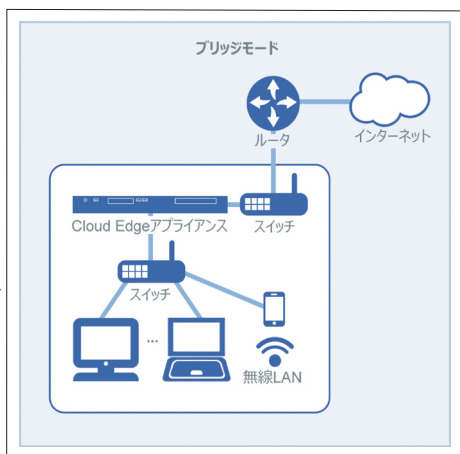 ブリッジモード
ルータ
インターネット
Cloud Edgeアプライアンス
スイッチ
スイッチ
...
無線LAN